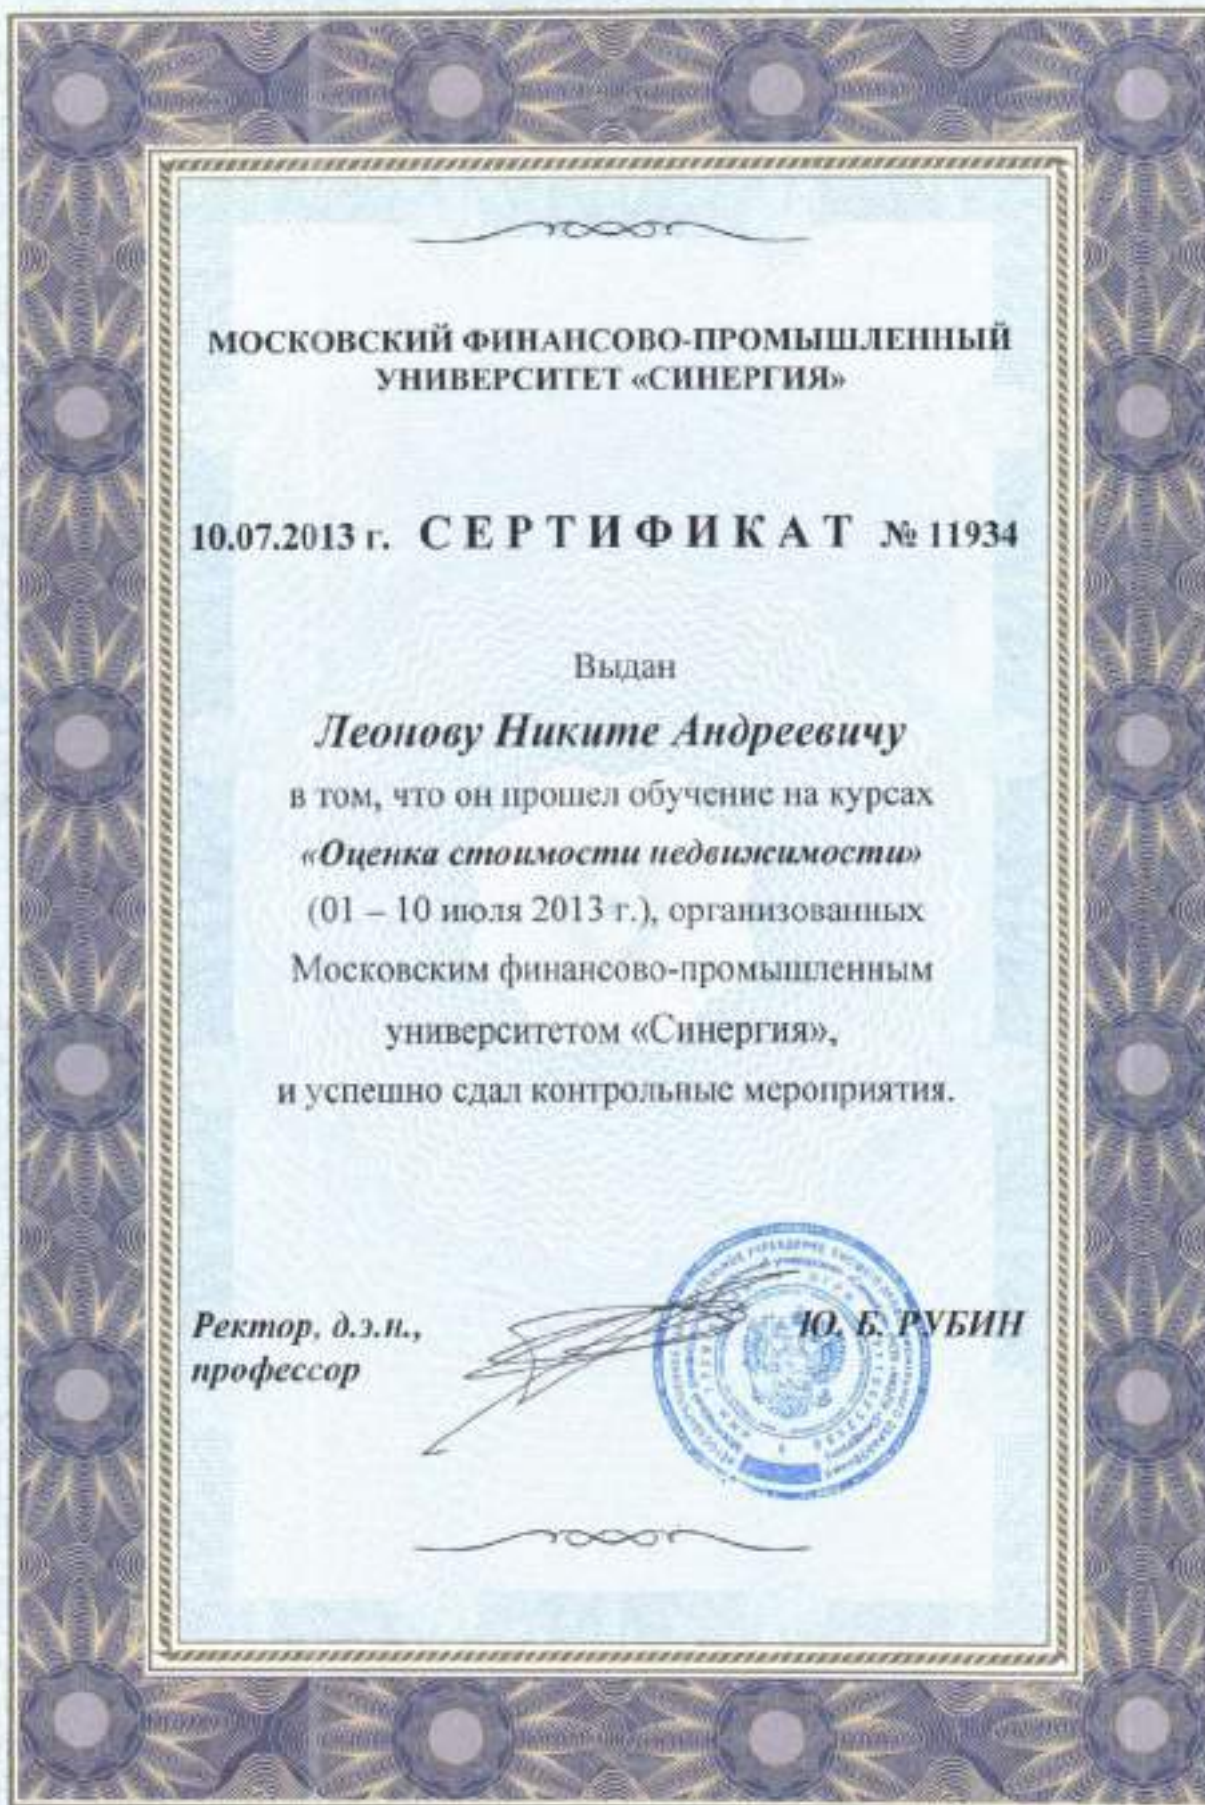 МОСКОВСКИЙ ФИНАНСОВО-ПРОМЫШЛЕННЫЙ
УНИВЕРСИТЕТ «СИНЕРГИЯ»
10.07.2013 г. СЕРТИФИКАТ № 11934
Выдан
Леонову Никите Андреевичу
в том, что он прошел обучение на курсах
«Оценка стоимости недвижимости»
(01 – 10 июля 2013 г.), организованных
Московским финансово-промышленным
университетом «Синергия»,
и успешно сдал контрольные мероприятия.
Ректор, д.э.н.,
профессор
Ю. Б. РУБИН